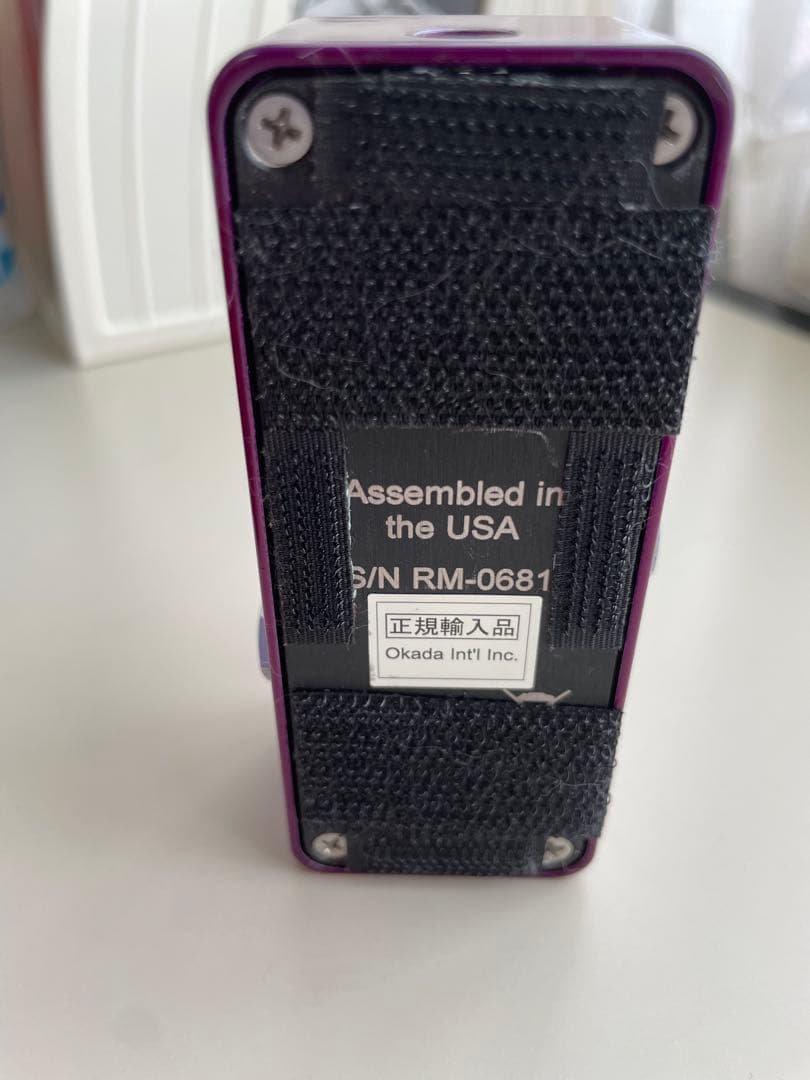 Assembled in
the USA
S/N RM-0681
正規輸入品
Okada Int'l Inc.